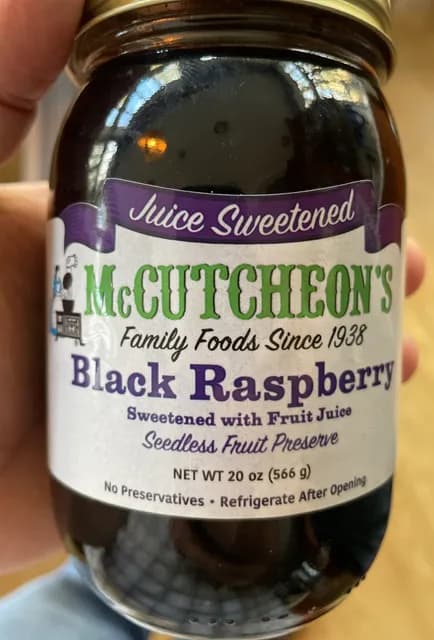 Juice Sweetened
McCUTCHEON'S
Family Foods Since 1938
Black Raspberry
Sweetened with Fruit Juice
Seedless Fruit Preserve
NET WT 20 oz (566 g)
No Preservatives • Refrigerate After Opening